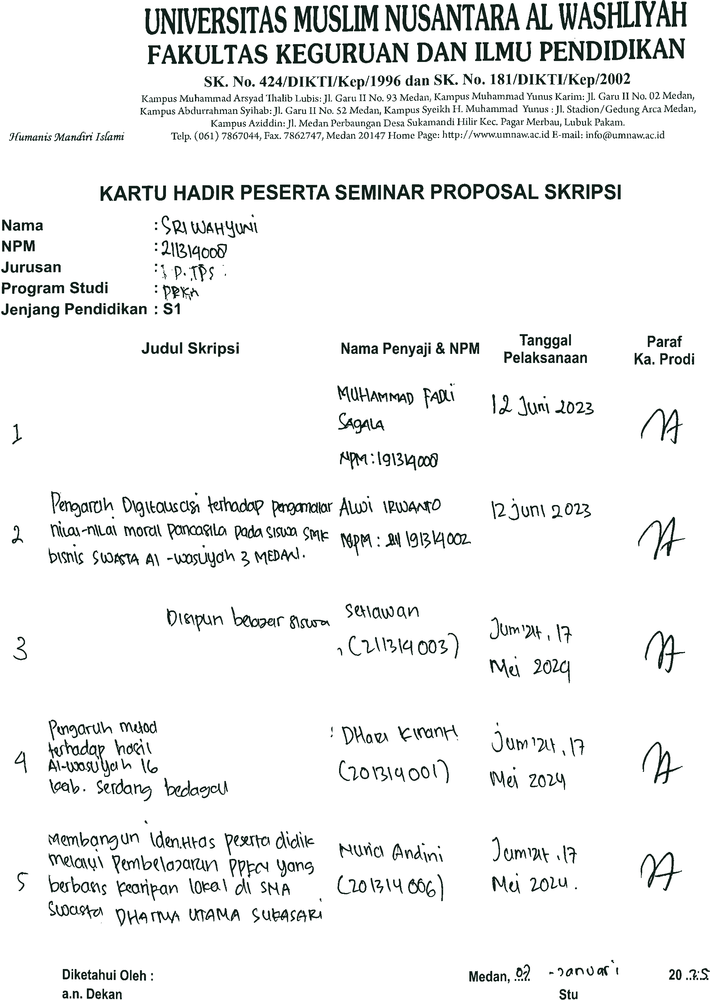 UNIVERSITAS MUSLIM NUSANTARA AL WASHLIYAH
FAKULTAS KEGURUAN DAN ILMU PENDIDIKAN
SK. No. 424/DIKTI/Kep/1996 dan SK. No. 181/DIKTI/Kep/2002
Kampus Muhammad Arsyad Thalib Lubis: Jl. Garu II No. 93 Medan, Kampus Muhammad Yunus Karim: Jl. Garu II No. 02 Medan,
Kampus Abdurrahman Syihab: Jl. Garu II No. 52 Medan, Kampus Syeikh H. Muhammad Yunus : Jl. Stadion/Gedung Arca Medan,
Kampus Aziddin: Jl. Medan Perbaungan Desa Sukamandi Hilir Kec. Pagar Merbau, Lubuk Pakam.
Humanis Mandiri Islami Telp. (061) 7867044, Fax. 7862747, Medan 20147 Home Page: http://www.umnaw.ac.id E-mail: info@umnaw.ac.id
KARTU HADIR PESERTA SEMINAR PROPOSAL SKRIPSI
Nama : SRI WAHYUNI
NPM : 211314008
Jurusan : P. IPS
Program Studi : PPKn
Jenjang Pendidikan : S1
Judul Skripsi Nama Penyaji & NPM Tanggal Pelaksanaan Paraf Ka. Prodi
1 MUHAMMAD FADLI 12 Juni 2023
SAGALA
NPM : 191314008
Pengaruh Digitalisasi terhadap pengamalan ALWI IRWANTO 12 juni 2023
2 nilai-nilai moral pancasila pada siswa SMK NPM : 191314002
bisnis SWASTA Al-wasliyah 3 MEDAN.
3 Disiplin belajar siswa setiawan Jum'at, 17
(211314003) Mei 2024
Pengaruh metod : DHARI KIRANTI Jum'at, 17
terhadap hasil
4 Al-wasliyah 16 (201314001) Mei 2024
kab. Serdang bedagai
Membangun identitas peserta didik Nuria Andini Jum'at, 17
melalui Pembelajaran PPKN yang
5 berbasis kearifan lokal di SMA (201314006) Mei 2024.
Swasta DHARMA UTAMA SUKASARI
Diketahui Oleh : Medan, - Januari 20 25
a.n. Dekan Stu